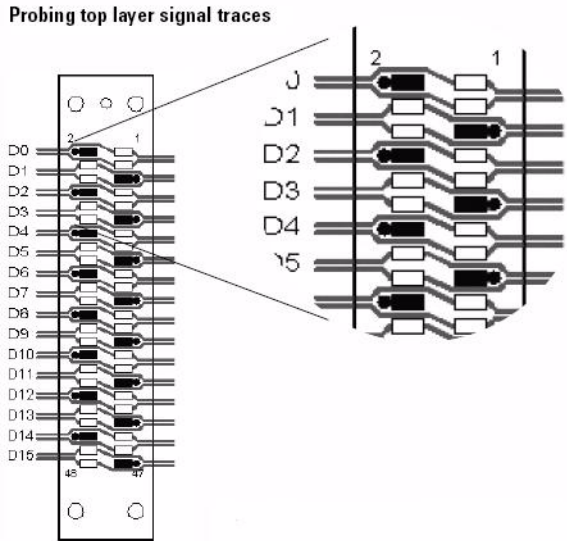 Probing top layer signal traces
2 1
0
D1
D2
D3
D4
2 1
D0
D1
D2
D3
D4
D5
D6
D7
D8
D9
D10
D11
D12
D13
D14
D15
48 47